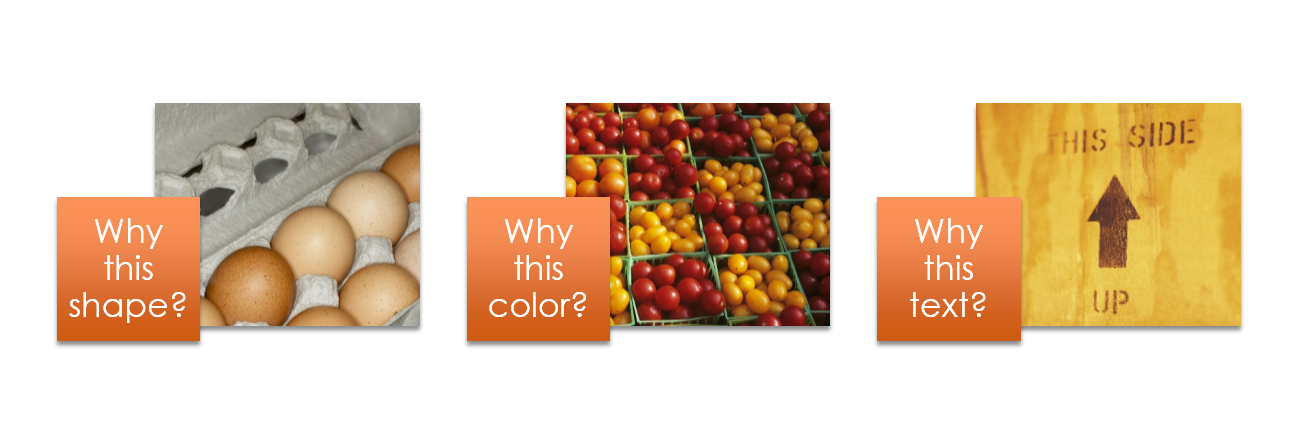 Why
this
shape?
Why
this
color?
Why
this
text?
THIS SIDE
UP